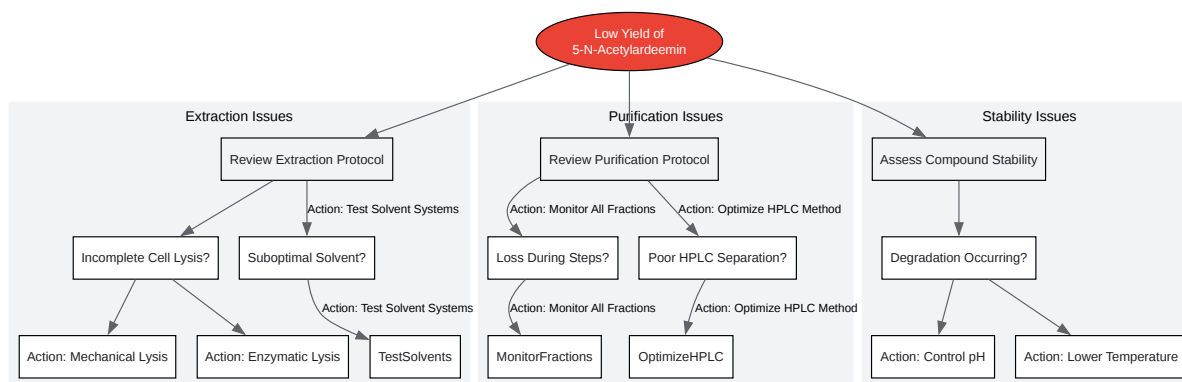 Low Yield of
5-N-Acetylardeemin
Extraction Issues
Purification Issues
Stability Issues
Review Extraction Protocol
Review Purification Protocol
Assess Compound Stability
Action: Test Solvent Systems
Action: Monitor All Fractions
Action: Optimize HPLC Method
Incomplete Cell Lysis?
Suboptimal Solvent?
Loss During Steps?
Poor HPLC Separation?
Degradation Occurring?
Action: Test Solvent Systems
Action: Monitor All Fractions
Action: Optimize HPLC Method
Action: Mechanical Lysis
Action: Enzymatic Lysis
TestSolvents
MonitorFractions
OptimizeHPLC
Action: Control pH
Action: Lower Temperature